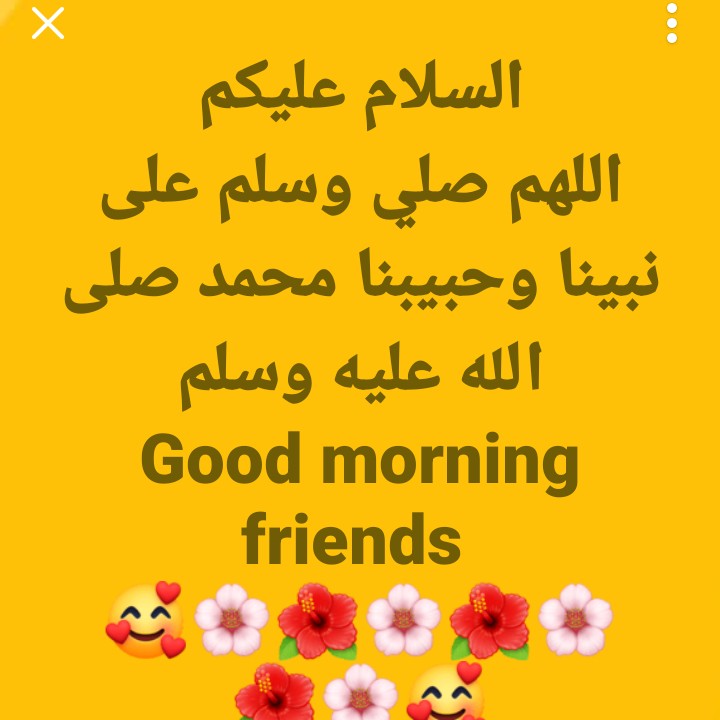 السلام عليكم
اللهم صلي وسلم على
نبينا وحبيبنا محمد صلى
الله عليه وسلم
Good morning
friends
🥰🌸🌺🌸🌺🌸
🌺🌸🥰